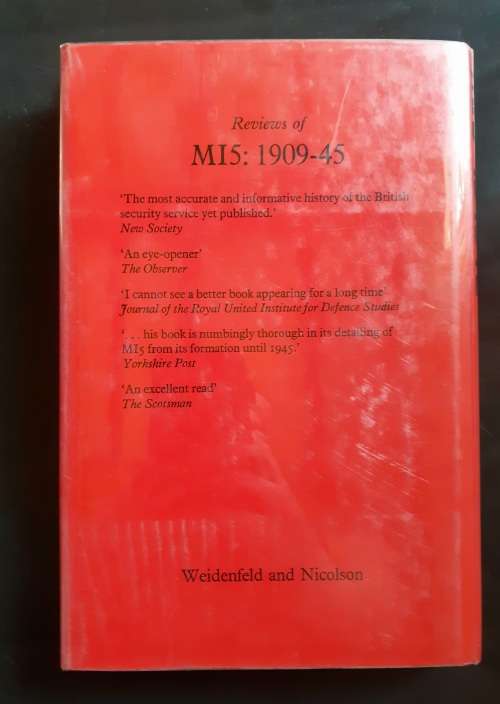 Reviews of
MI5: 1909-45
'The most accurate and informative history of the British
security service yet published.'
New Society
'An eye-opener'
The Observer
'I cannot see a better book appearing for a long time'
Journal of the Royal United Institute for Defence Studies
'. . . his book is numbingly thorough in its detailing of
MI5 from its formation until 1945.'
Yorkshire Post
'An excellent read'
The Scotsman
Weidenfeld and Nicolson